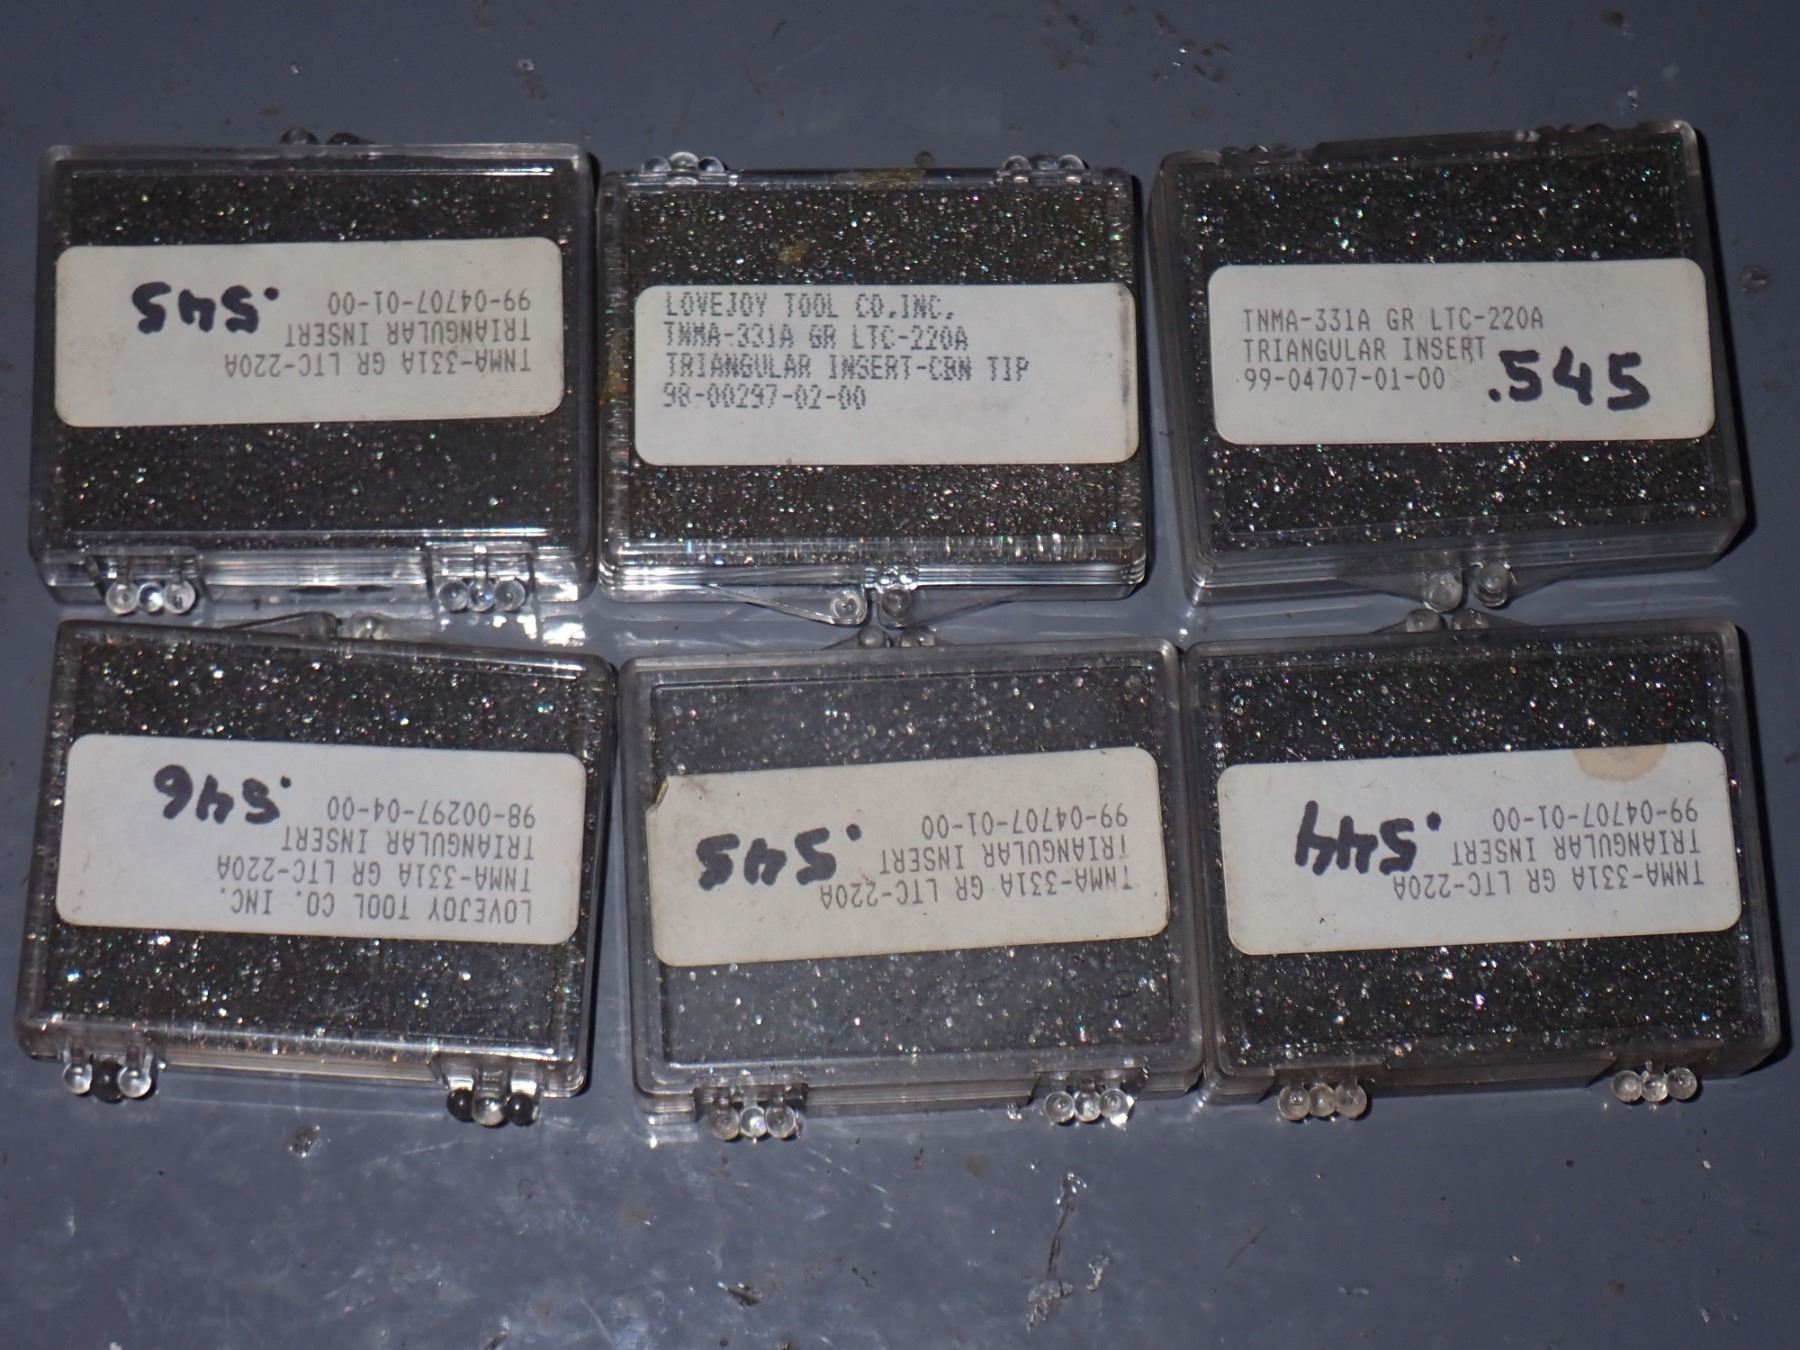 TNMA-331A GR LTC-220A
TRIANGULAR INSERT
99-04707-01-00
.545
LOVEJOY TOOL CO.INC.
TNMA-331A GR LTC-220A
TRIANGULAR INSERT-CBN TIP
98-00297-02-00
TNMA-331A GR LTC-220A
TRIANGULAR INSERT
99-04707-01-00
.545
LOVEJOY TOOL CO. INC.
TNMA-331A GR LTC-220A
TRIANGULAR INSERT
98-00297-04-00
.546
TNMA-331A GR LTC-220A
TRIANGULAR INSERT
99-04707-01-00
.545
TNMA-331A GR LTC-220A
TRIANGULAR INSERT
99-04707-01-00
.544